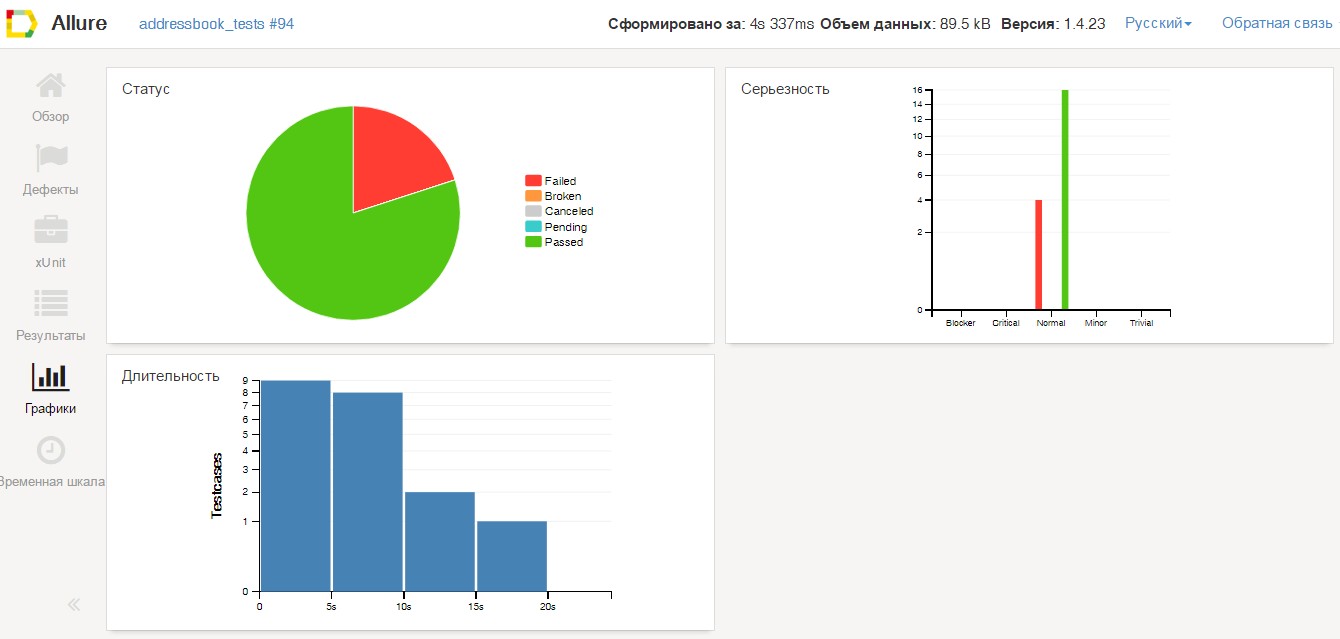 Allure
addressbook_tests #94
Сформировано за: 4s 337ms Объем данных: 89.5 kB Версия: 1.4.23
Русский
Обратная связь
Обзор
Дефекты
xUnit
Результаты
Графики
Временная шкала
Статус
Failed
Broken
Canceled
Pending
Passed
Серьезность
16
14
12
10
8
6
4
2
0
Blocker Critical Normal Minor Trivial
Длительность
Testcases
9
8
7
6
5
4
3
2
1
0
0 5s 10s 15s 20s